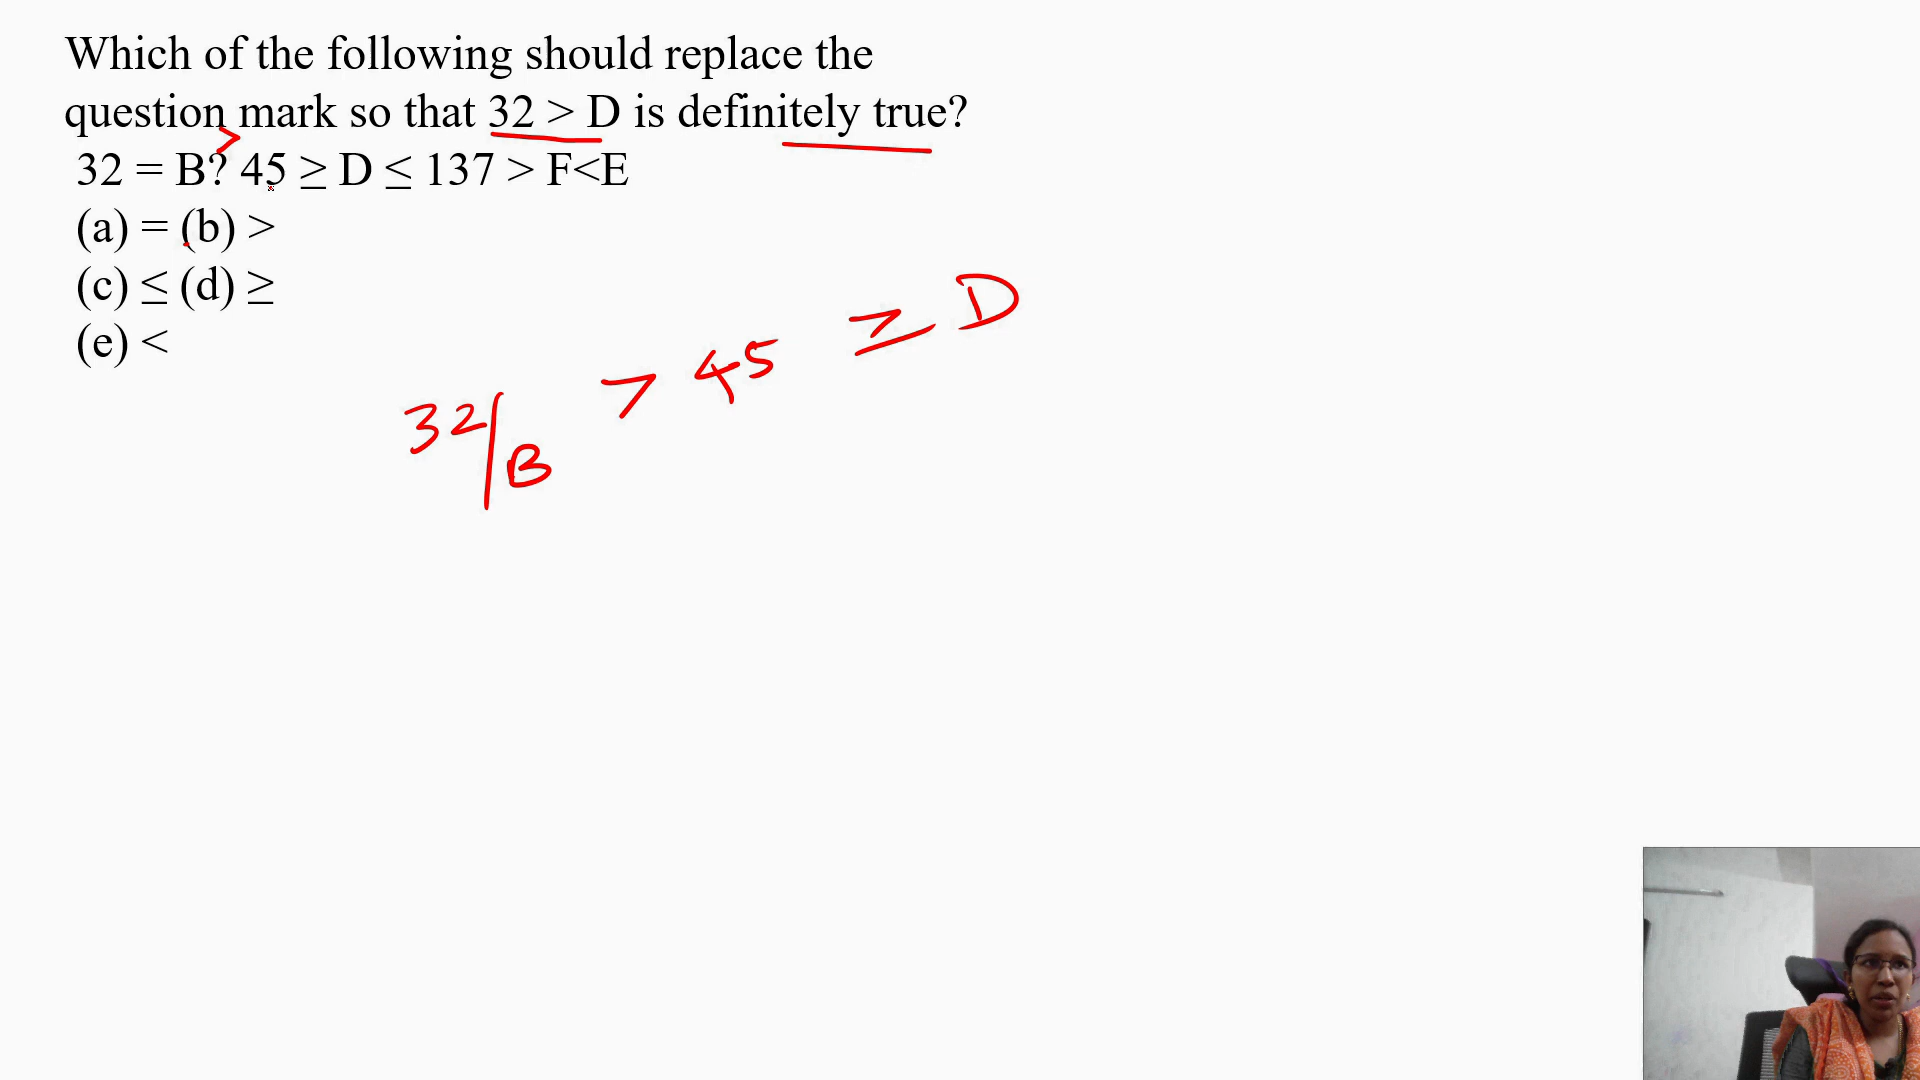 Which of the following should replace the
question mark so that 32 > D is definitely true?
>
32 = B? 45 ≥ D ≤ 137 > F<E
(a) = (b) >
(c) ≤ (d) ≥
(e) <
32/B > 45 ≥ D